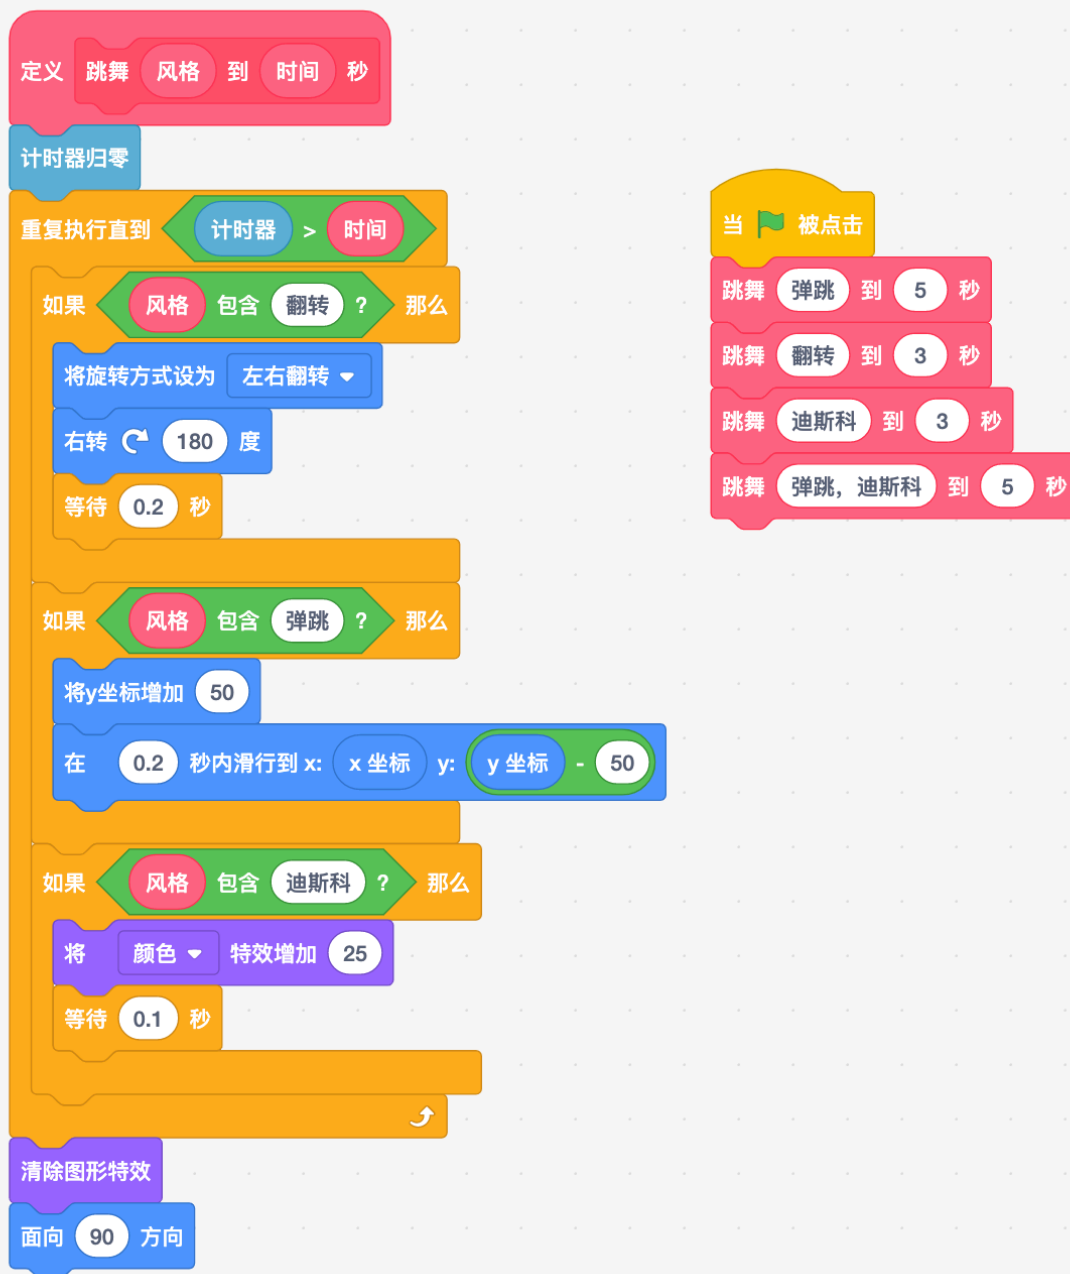 定义 跳舞 风格 到 时间 秒
计时器归零
重复执行直到 计时器 > 时间
如果 风格 包含 翻转 ? 那么
将旋转方式设为 左右翻转
右转 180 度
等待 0.2 秒
如果 风格 包含 弹跳 ? 那么
将y坐标增加 50
在 0.2 秒内滑行到 x: x 坐标 y: y 坐标 - 50
如果 风格 包含 迪斯科 ? 那么
将 颜色 特效增加 25
等待 0.1 秒
清除图形特效
面向 90 方向
当 被点击
跳舞 弹跳 到 5 秒
跳舞 翻转 到 3 秒
跳舞 迪斯科 到 3 秒
跳舞 弹跳，迪斯科 到 5 秒